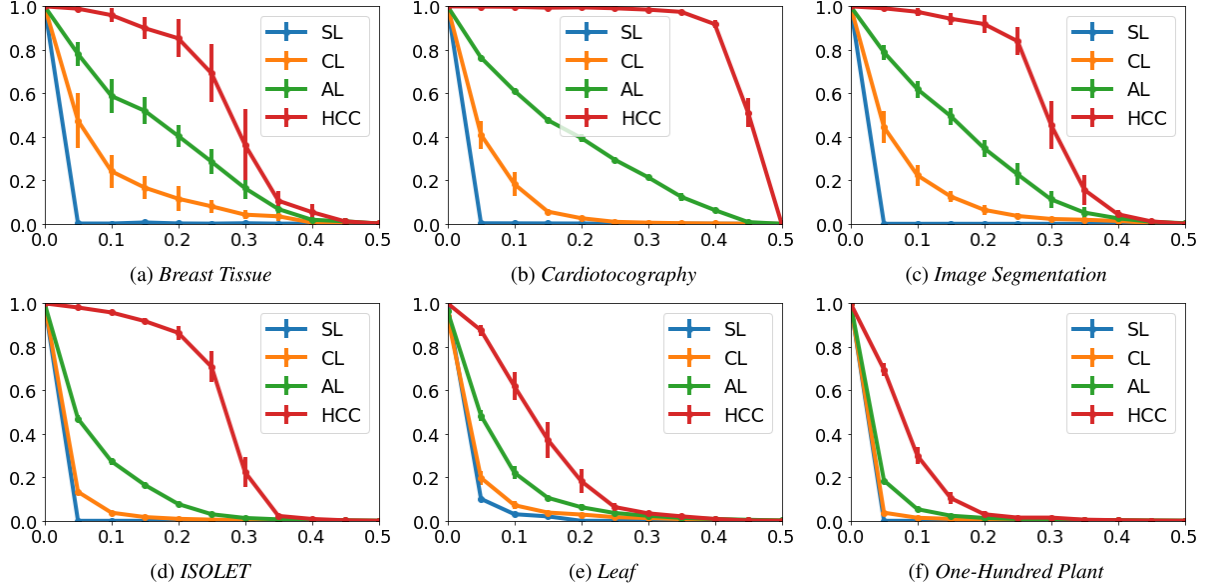 1.0
0.8
0.6
0.4
0.2
0.0
SL
CL
AL
HCC
0.0 0.1 0.2 0.3 0.4 0.5
(a) Breast Tissue
1.0
0.8
0.6
0.4
0.2
0.0
SL
CL
AL
HCC
0.0 0.1 0.2 0.3 0.4 0.5
(b) Cardiotocography
1.0
0.8
0.6
0.4
0.2
0.0
SL
CL
AL
HCC
0.0 0.1 0.2 0.3 0.4 0.5
(c) Image Segmentation
1.0
0.8
0.6
0.4
0.2
0.0
SL
CL
AL
HCC
0.0 0.1 0.2 0.3 0.4 0.5
(d) ISOLET
1.0
0.8
0.6
0.4
0.2
0.0
SL
CL
AL
HCC
0.0 0.1 0.2 0.3 0.4 0.5
(e) Leaf
1.0
0.8
0.6
0.4
0.2
0.0
SL
CL
AL
HCC
0.0 0.1 0.2 0.3 0.4 0.5
(f) One-Hundred Plant